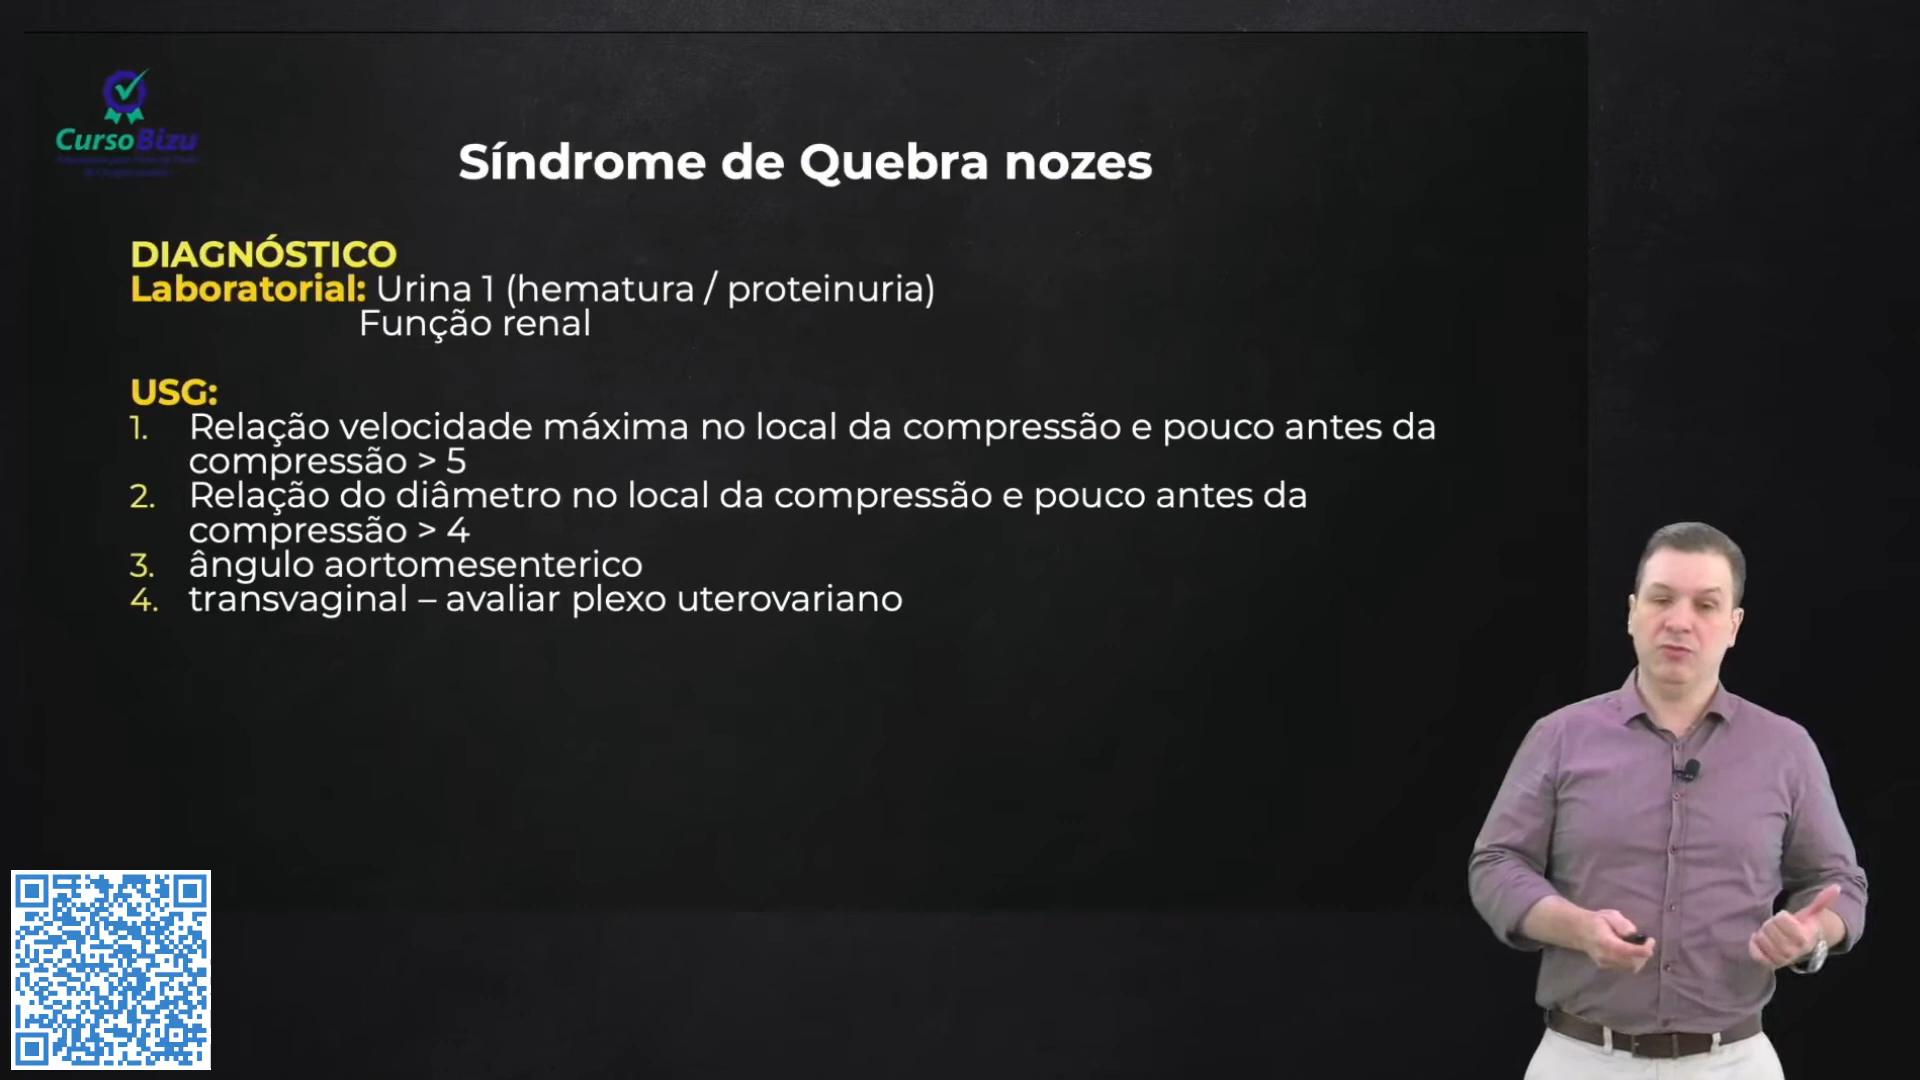 CursoBizu
Síndrome de Quebra nozes
DIAGNÓSTICO
Laboratorial: Urina 1 (hematura / proteinuria)
Função renal
USG:
1. Relação velocidade máxima no local da compressão e pouco antes da
compressão > 5
2. Relação do diâmetro no local da compressão e pouco antes da
compressão > 4
3. ângulo aortomesenterico
4. transvaginal – avaliar plexo uterovariano